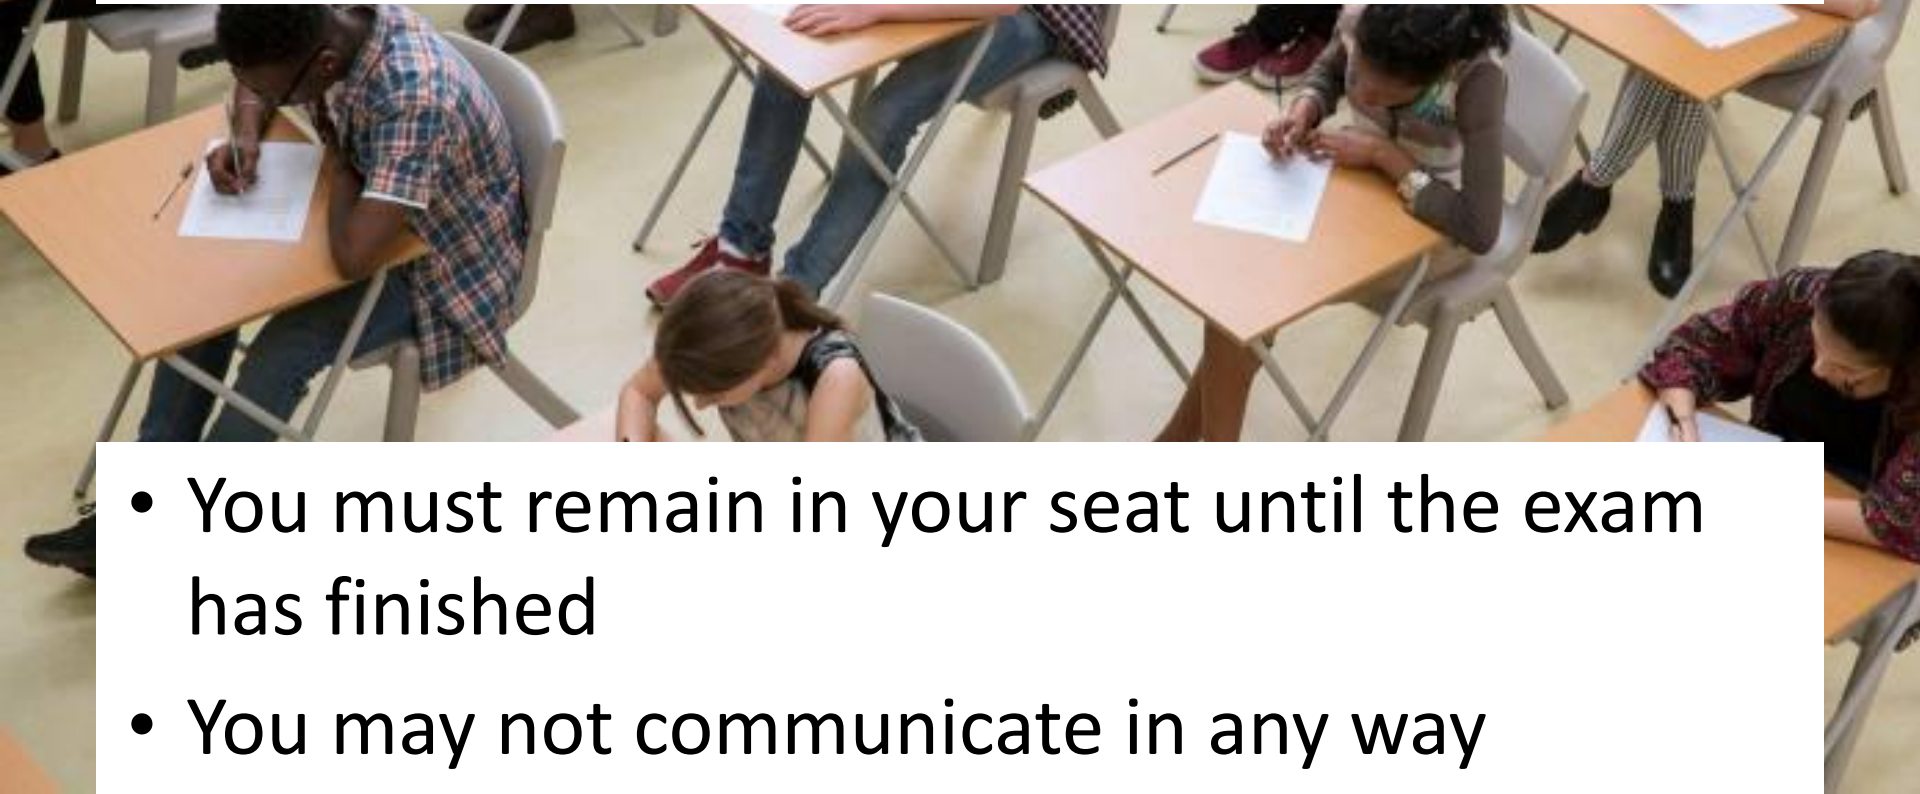 • You must remain in your seat until the exam
has finished
• You may not communicate in any way